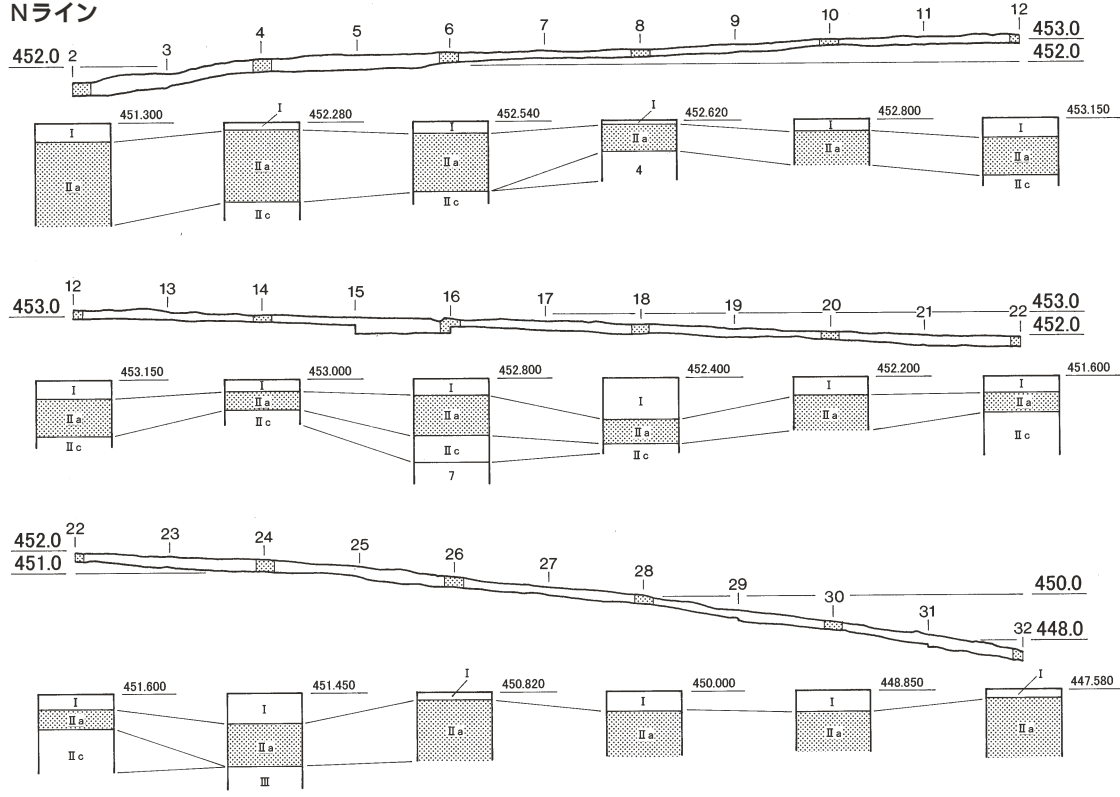 Nライン
2 3 4 5 6 7 8 9 10 11 12
452.0 453.0
452.0
451.300 452.280 452.540 452.620 452.800 453.150
I I I I I I
Ⅱa Ⅱa Ⅱa Ⅱa Ⅱa Ⅱa
Ⅱc Ⅱc 4 Ⅱc
12 13 14 15 16 17 18 19 20 21 22
453.0 453.0
452.0
453.150 453.000 452.800 452.400 452.200 451.600
I I I I I I
Ⅱa Ⅱa Ⅱa Ⅱa Ⅱa Ⅱa
Ⅱc Ⅱc Ⅱc Ⅱc Ⅱc
7
22 23 24 25 26 27 28 29 30 31 32
452.0
451.0 450.0
448.0
451.600 451.450 450.820 450.000 448.850 447.580
I I I I I I
Ⅱa Ⅱa Ⅱa Ⅱa Ⅱa Ⅱa
Ⅱc Ⅲ